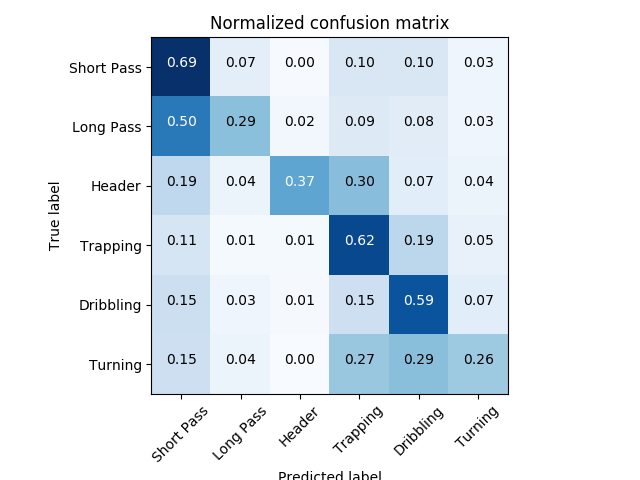 Normalized confusion matrix
True label
Short Pass 0.69 0.07 0.00 0.10 0.10 0.03
Long Pass 0.50 0.29 0.02 0.09 0.08 0.03
Header 0.19 0.04 0.37 0.30 0.07 0.04
Trapping 0.11 0.01 0.01 0.62 0.19 0.05
Dribbling 0.15 0.03 0.01 0.15 0.59 0.07
Turning 0.15 0.04 0.00 0.27 0.29 0.26
Short Pass Long Pass Header Trapping Dribbling Turning
Predicted label